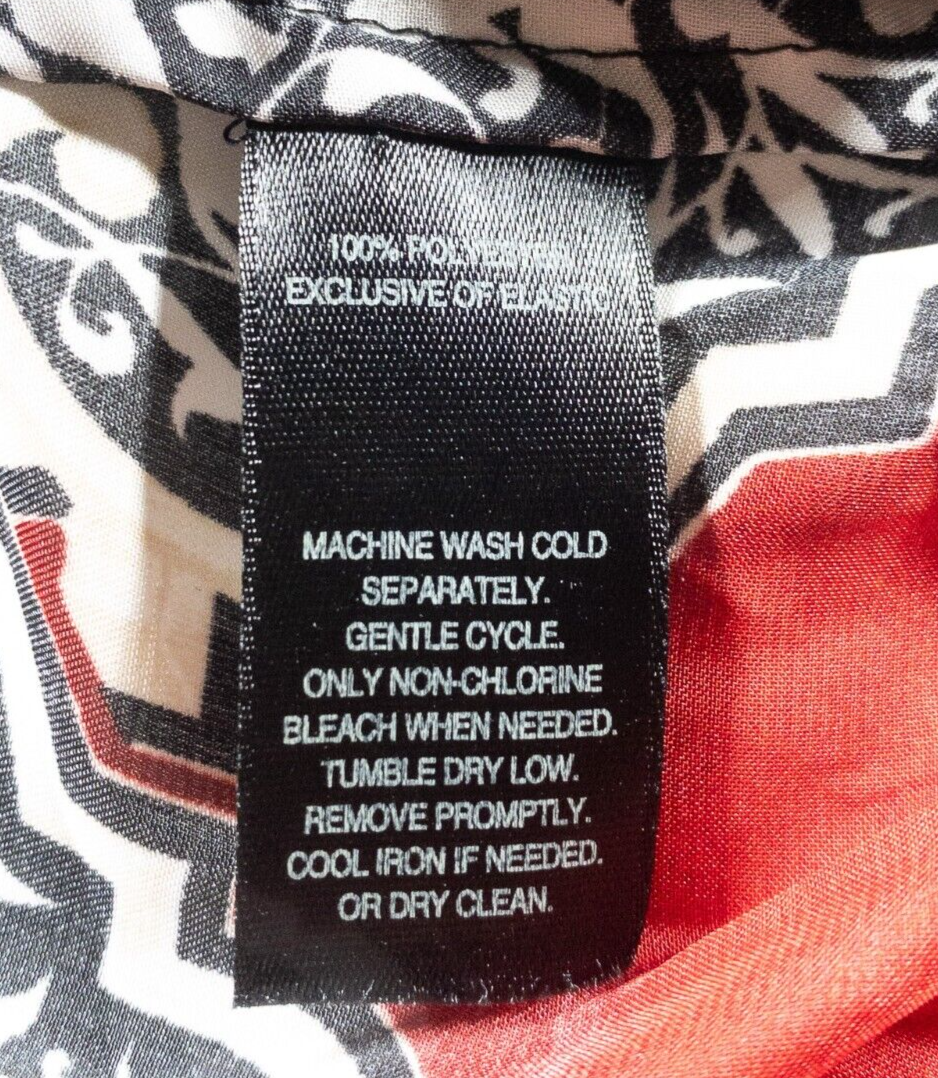 100% POLYESTER
EXCLUSIVE OF ELASTIC
MACHINE WASH COLD
SEPARATELY.
GENTLE CYCLE.
ONLY NON-CHLORINE
BLEACH WHEN NEEDED.
TUMBLE DRY LOW.
REMOVE PROMPTLY.
COOL IRON IF NEEDED.
OR DRY CLEAN.